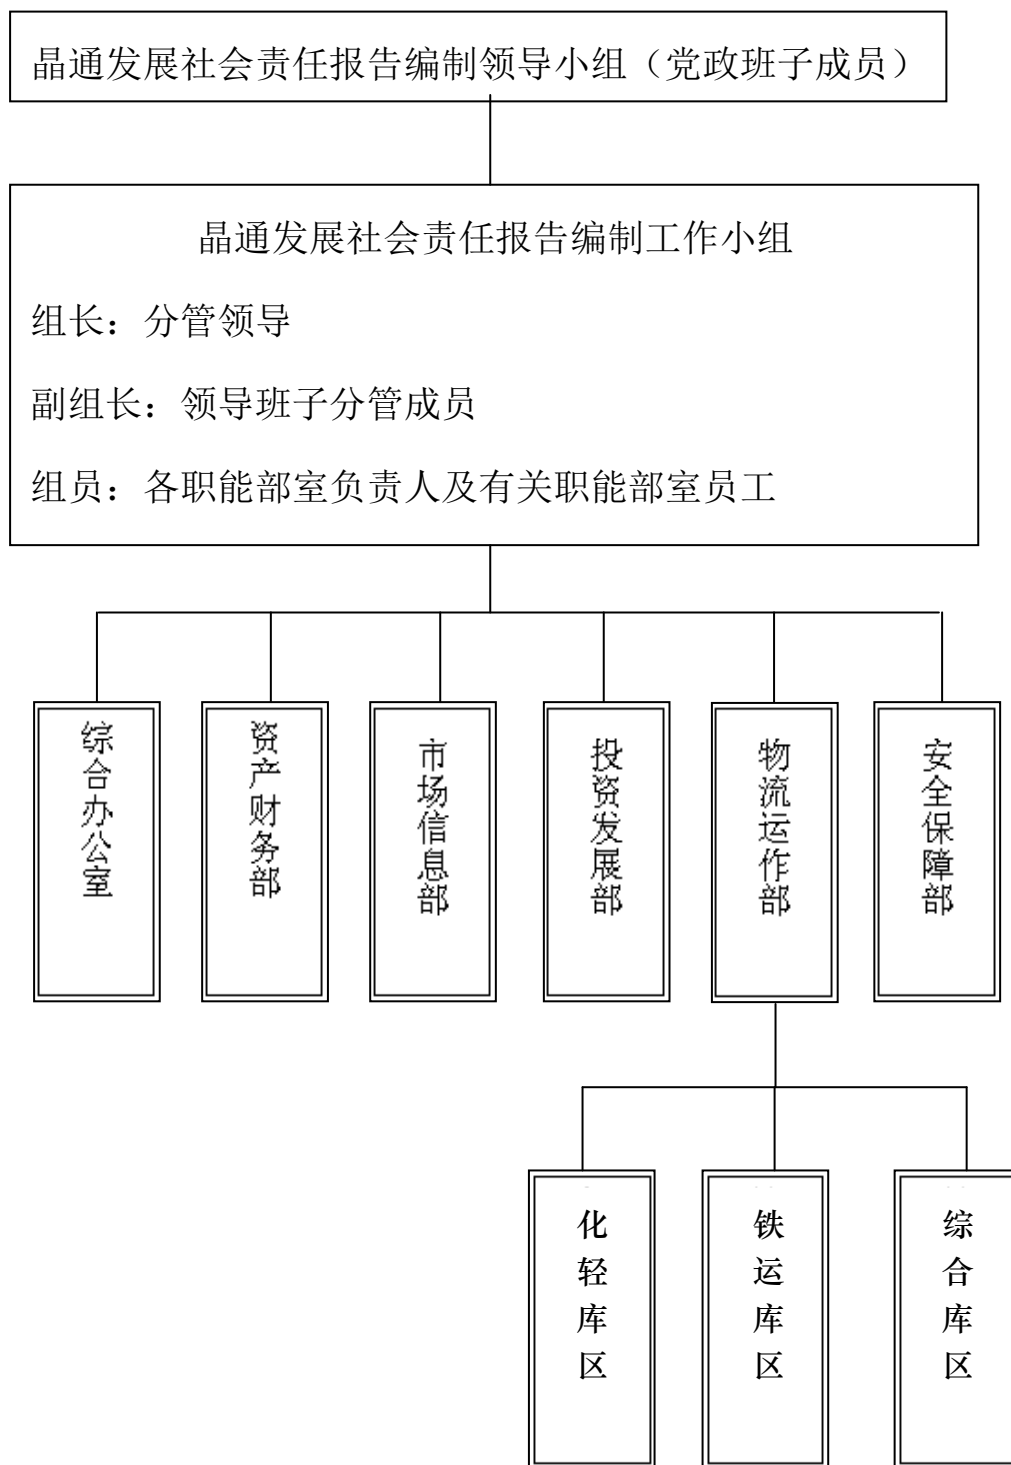 晶通发展社会责任报告编制领导小组（党政班子成员）
晶通发展社会责任报告编制工作小组
组长：分管领导
副组长：领导班子分管成员
组员：各职能部室负责人及有关职能部室员工
综合办公室
资产财务部
市场信息部
投资发展部
物流运作部
安全保障部
化轻库区
铁运库区
综合库区